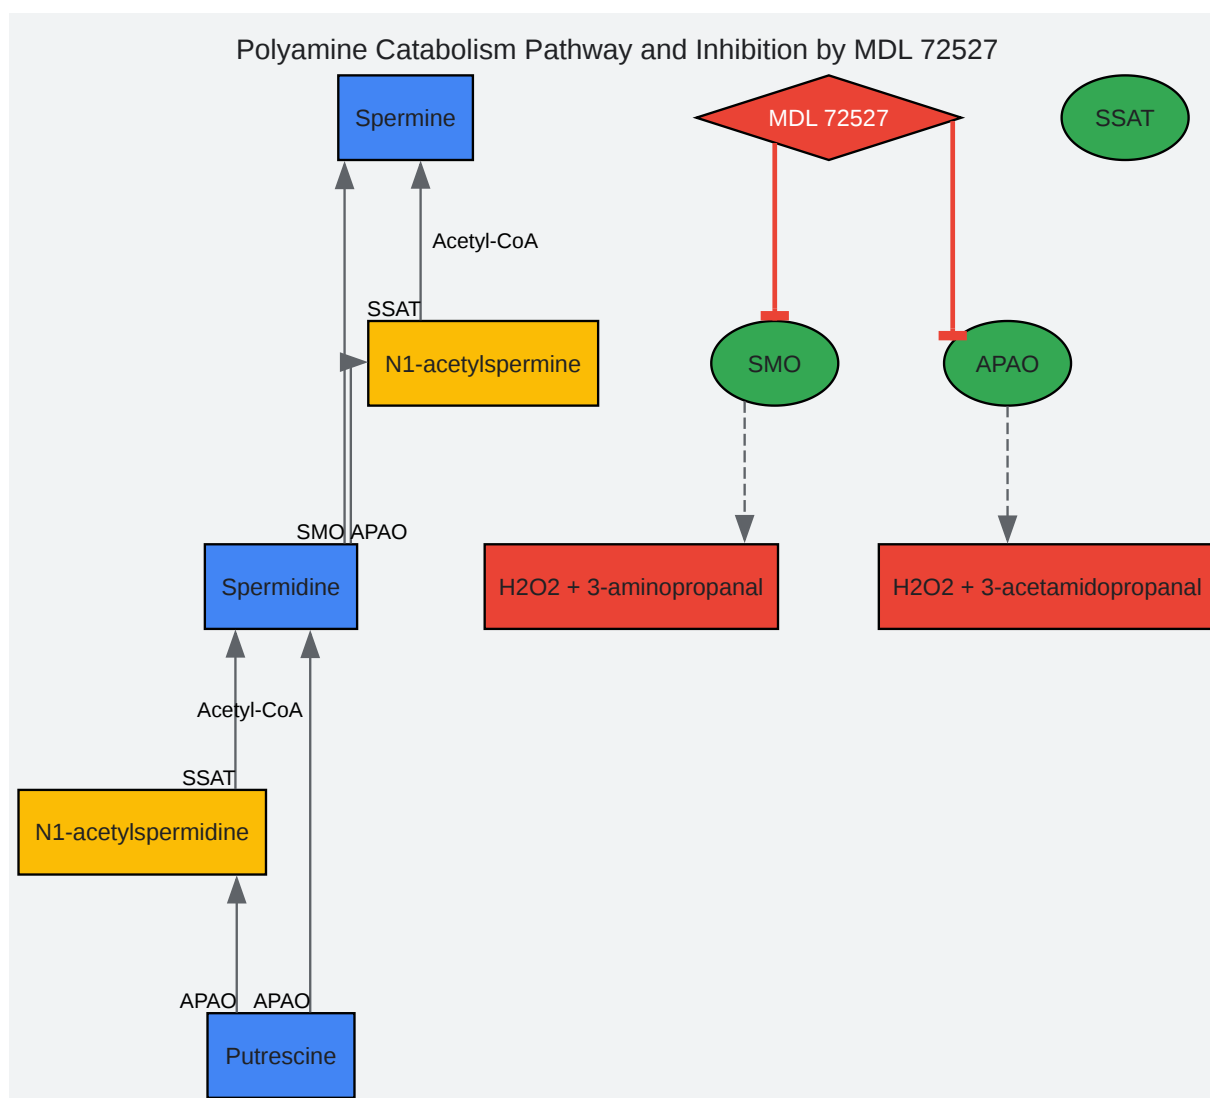 Polyamine Catabolism Pathway and Inhibition by MDL 72527
Spermine
MDL 72527
SSAT
Acetyl-CoA
SSAT
N1-acetylspermine
SMO
APAO
SMO
APAO
Spermidine
H2O2 + 3-aminopropanal
H2O2 + 3-acetamidopropanal
Acetyl-CoA
SSAT
N1-acetylspermidine
APAO
APAO
Putrescine